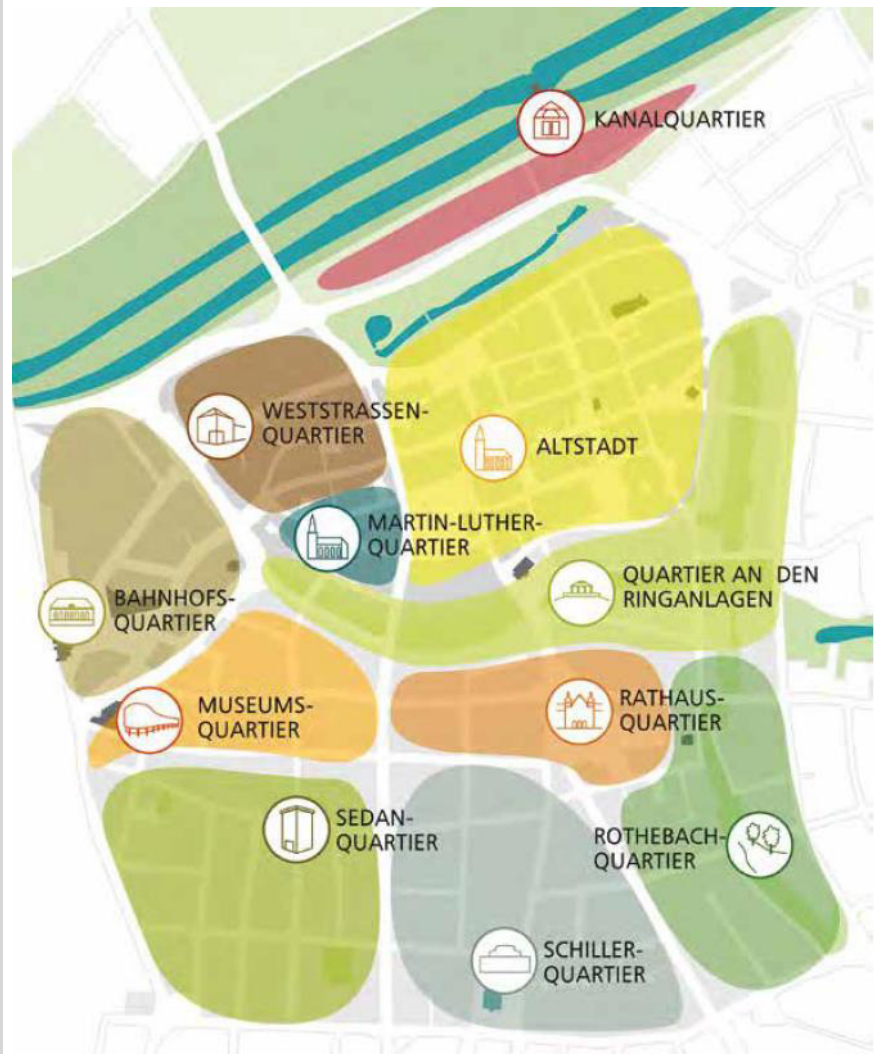 KANALQUARTIER
WESTSTRASSEN-
QUARTIER
ALTSTADT
MARTIN-LUTHER-
QUARTIER
QUARTIER AN DEN
RINGANLAGEN
BAHNHOFS-
QUARTIER
MUSEUMS-
QUARTIER
RATHAUS-
QUARTIER
SEDAN-
QUARTIER
ROTHEBACH-
QUARTIER
SCHILLER-
QUARTIER